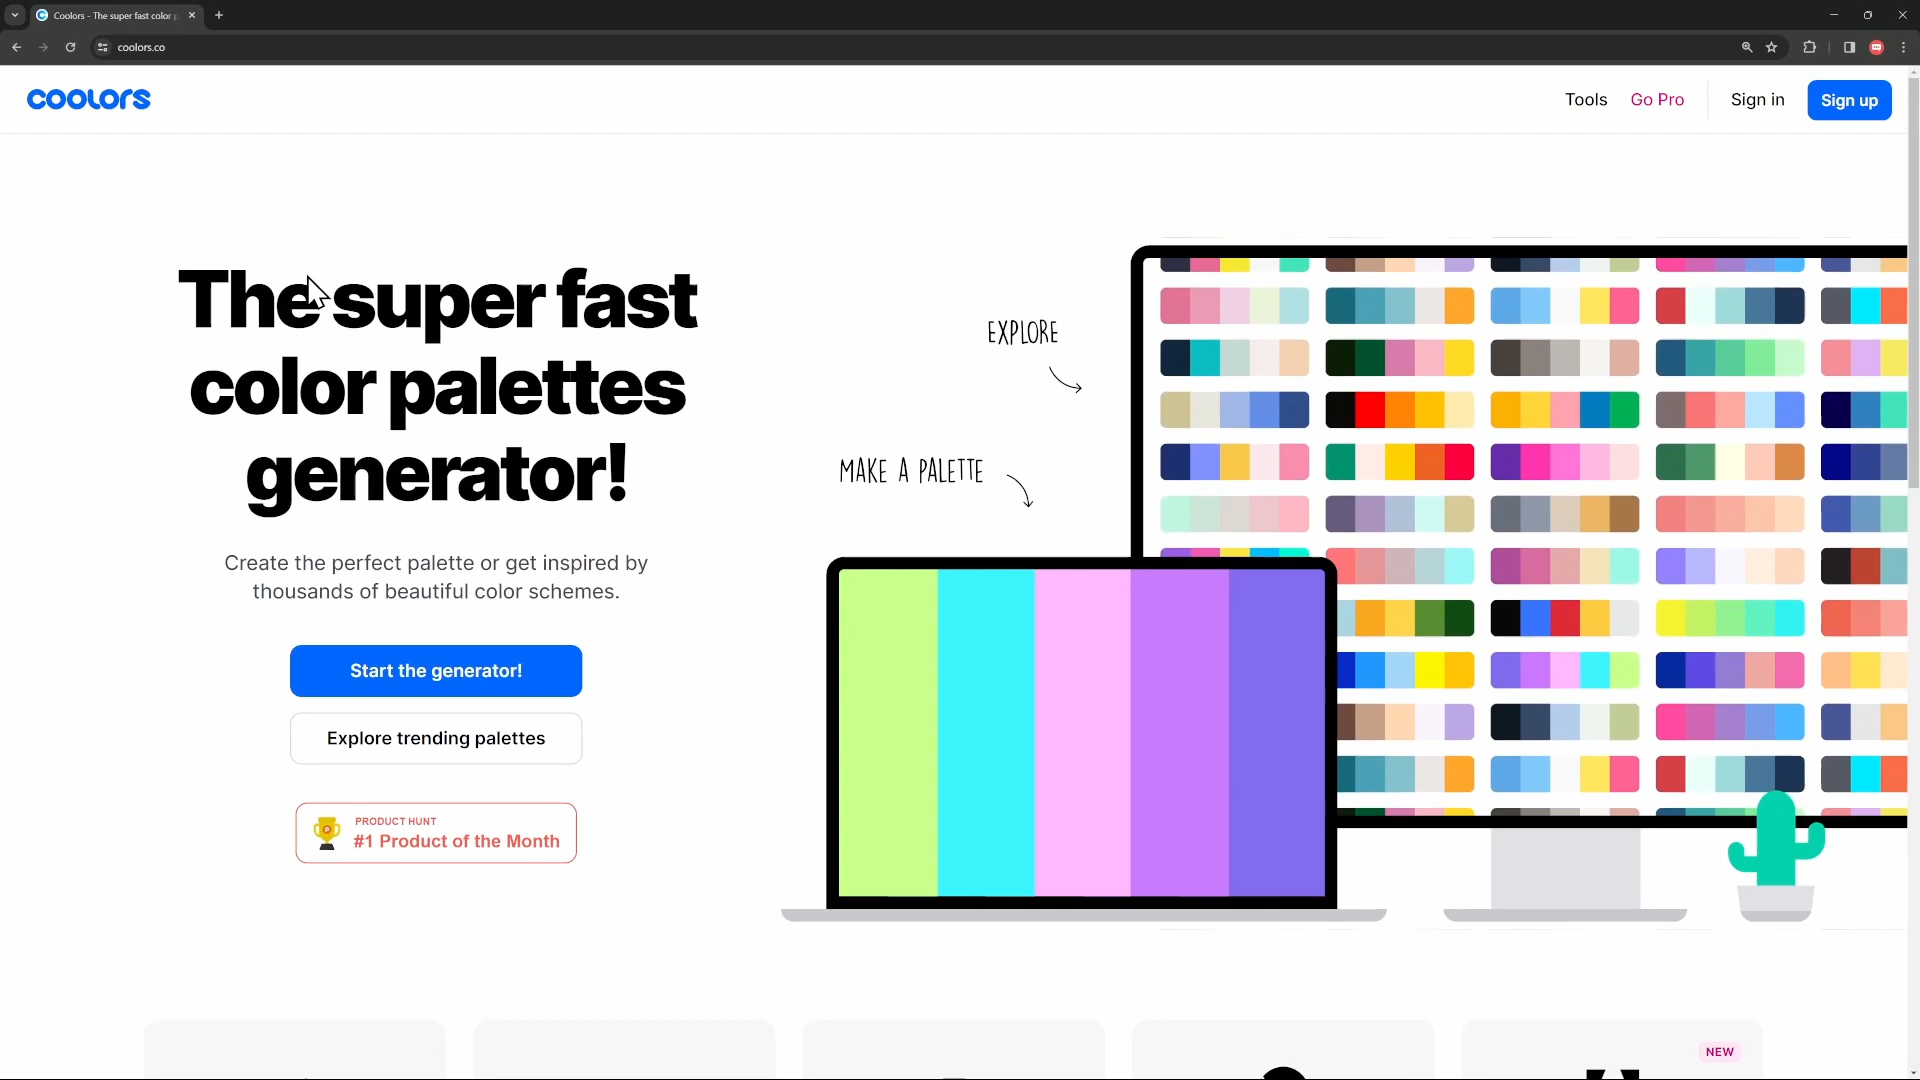 Coolors - The super fast color p
coolors.co
coolors
Tools
Go Pro
Sign in
Sign up
The super fast
color palettes
generator!
Create the perfect palette or get inspired by
thousands of beautiful color schemes.
Start the generator!
Explore trending palettes
PRODUCT HUNT
#1 Product of the Month
EXPLORE
MAKE A PALETTE
NEW